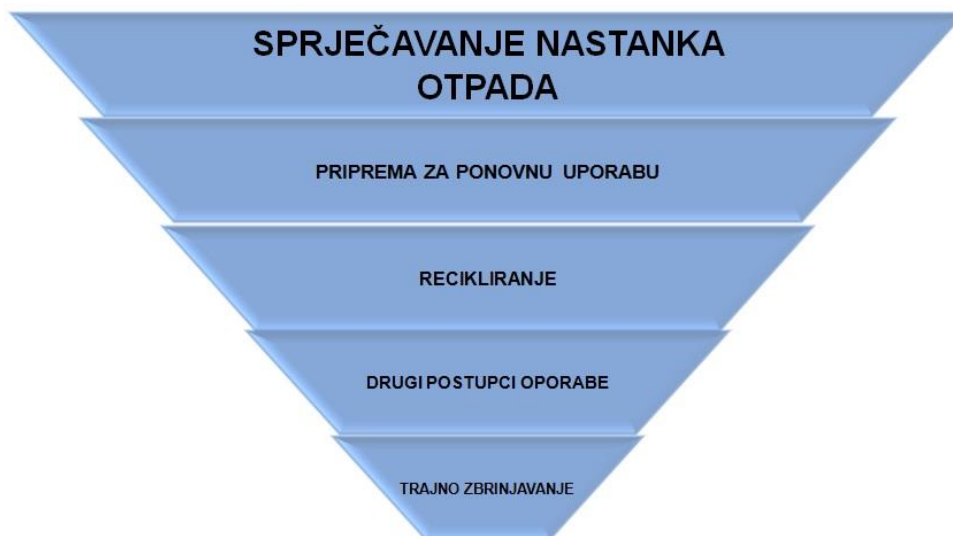 SPRJEČAVANJE NASTANKA
OTPADA
PRIPREMA ZA PONOVNU UPORABU
RECIKLIRANJE
DRUGI POSTUPCI OPORABE
TRAJNO ZBRINJAVANJE